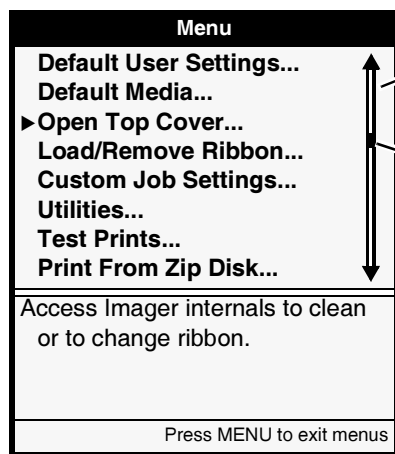 Menu
Default User Settings...
Default Media...
▶Open Top Cover...
Load/Remove Ribbon...
Custom Job Settings...
Utilities...
Test Prints...
Print From Zip Disk...
Access Imager internals to clean
or to change ribbon.
Press MENU to exit menus